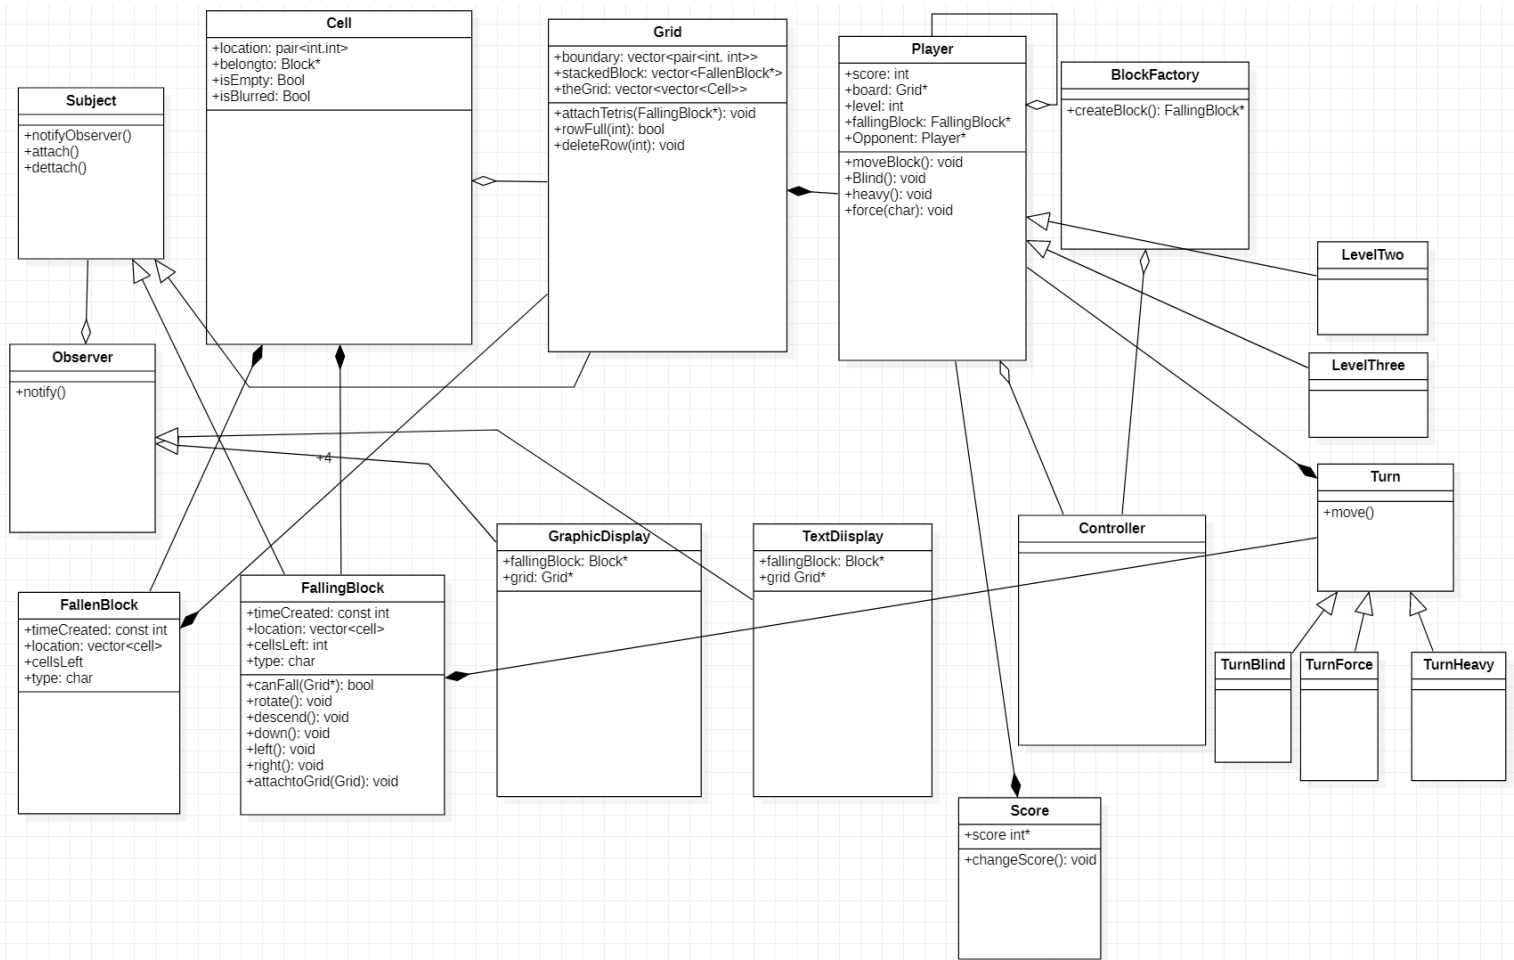 Cell
+location: pair<int.int>
+belongto: Block*
+isEmpty: Bool
+isBlurred: Bool
Grid
+boundary: vector<pair<int. int>>
+stackedBlock: vector<FallenBlock*>
+theGrid: vector<vector<Cell>>
+attachTetris(FallingBlock*): void
+rowFull(int): bool
+deleteRow(int): void
Player
+score: int
+board: Grid*
+level: int
+fallingBlock: FallingBlock*
+Opponent: Player*
+moveBlock(): void
+Blind(): void
+heavy(): void
+force(char): void
BlockFactory
+createBlock(): FallingBlock*
Subject
+notifyObserver()
+attach()
+dettach()
LevelTwo
Observer
+notify()
LevelThree
+4
Turn
+move()
GraphicDisplay
+fallingBlock: Block*
+grid: Grid*
TextDiisplay
+fallingBlock: Block*
+grid Grid*
Controller
FallenBlock
+timeCreated: const int
+location: vector<cell>
+cellsLeft
+type: char
FallingBlock
+timeCreated: const int
+location: vector<cell>
+cellsLeft: int
+type: char
+canFall(Grid*): bool
+rotate(): void
+descend(): void
+down(): void
+left(): void
+right(): void
+attachtoGrid(Grid): void
TurnBlind
TurnForce
TurnHeavy
Score
+score int*
+changeScore(): void